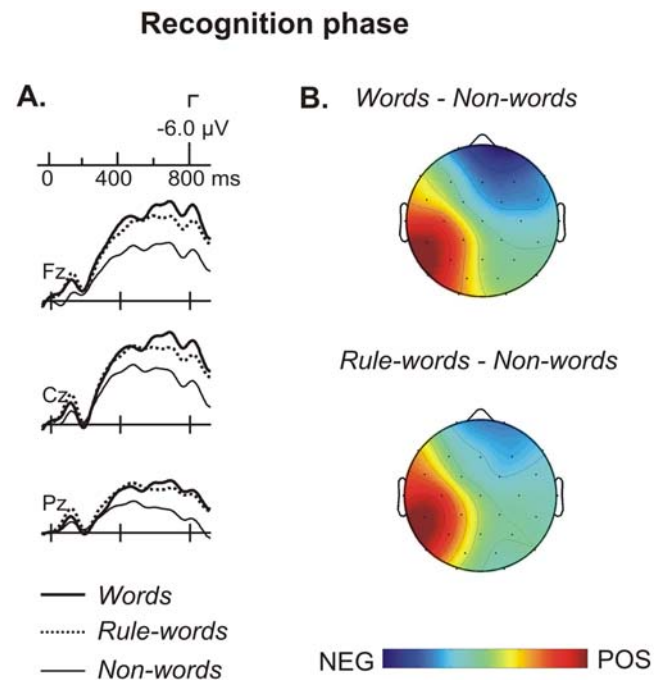 Recognition phase
A.
-6.0 µV
0 400 800 ms
Fz
Cz
Pz
Words
Rule-words
Non-words
B. Words - Non-words
Rule-words - Non-words
NEG POS